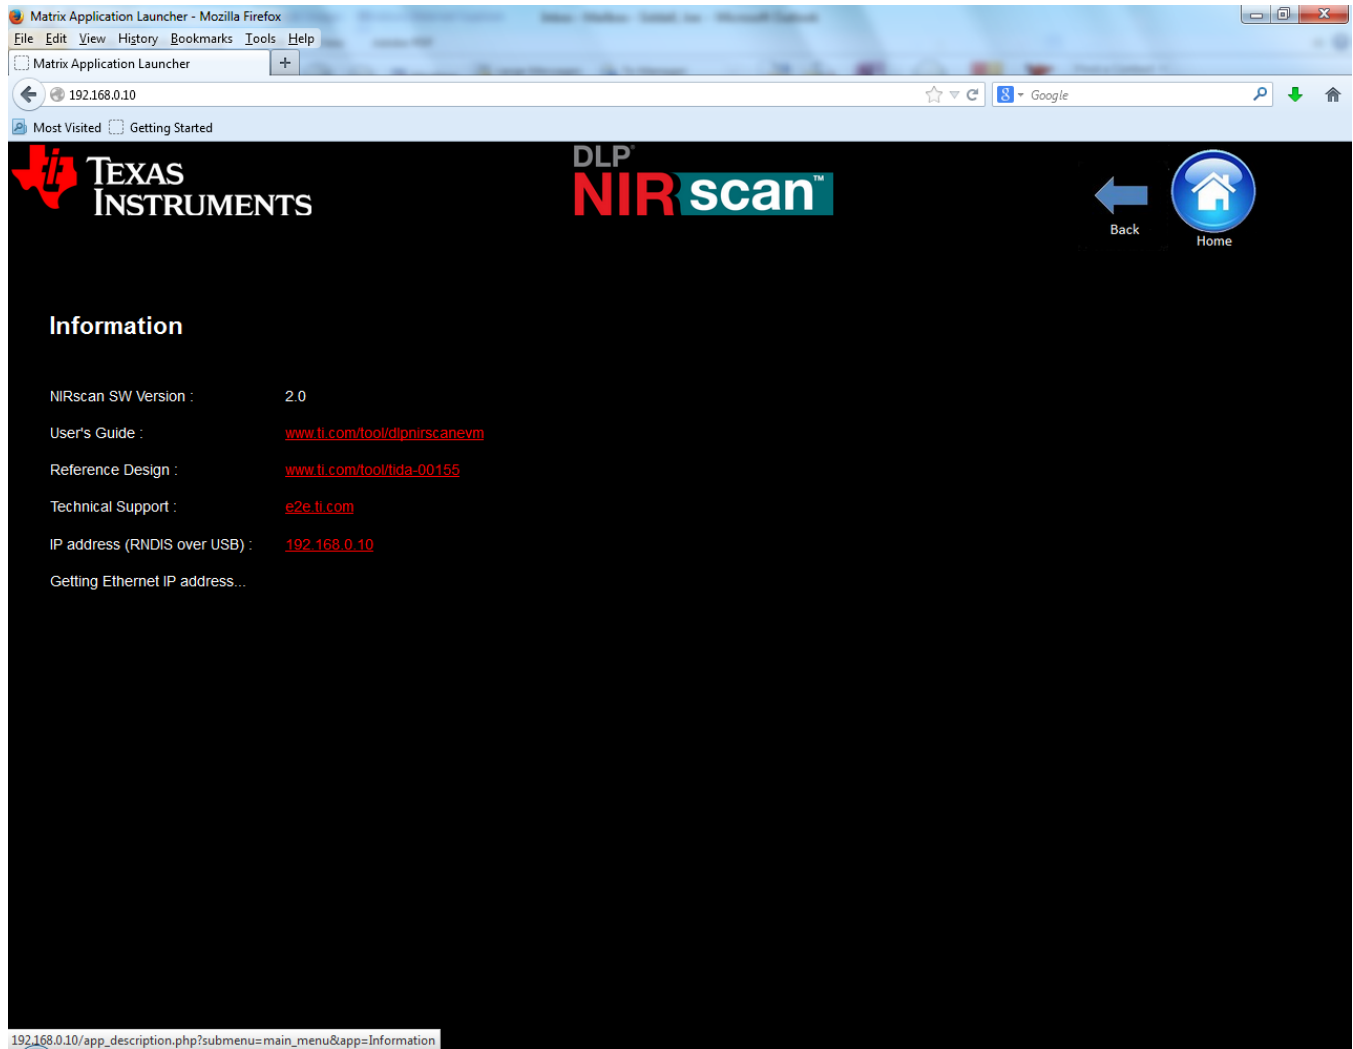 Matrix Application Launcher - Mozilla Firefox
File Edit View History Bookmarks Tools Help
Matrix Application Launcher +
192.168.0.10
Google
Most Visited Getting Started
TEXAS INSTRUMENTS
DLP®
NIRscan™
Back
Home
Information
NIRscan SW Version : 2.0
User's Guide : www.ti.com/tool/dlpnirscanevm
Reference Design : www.ti.com/tool/tida-00155
Technical Support : e2e.ti.com
IP address (RNDIS over USB) : 192.168.0.10
Getting Ethernet IP address...
192.168.0.10/app_description.php?submenu=main_menu&app=Information